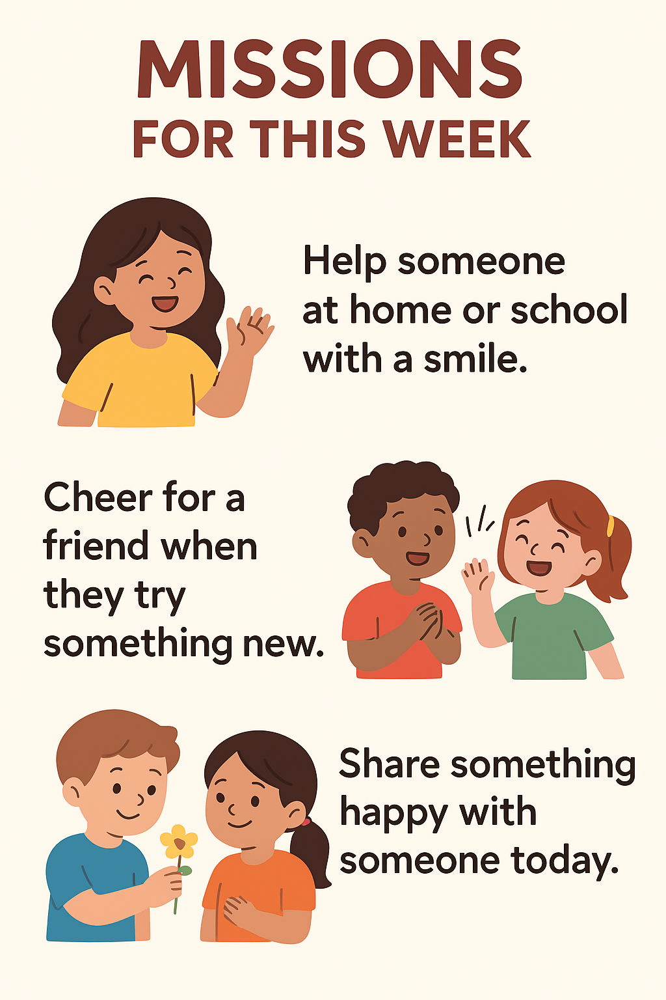 MISSIONS
FOR THIS WEEK
Help someone
at home or school
with a smile.
Cheer for a
friend when
they try
something new.
Share something
happy with
someone today.